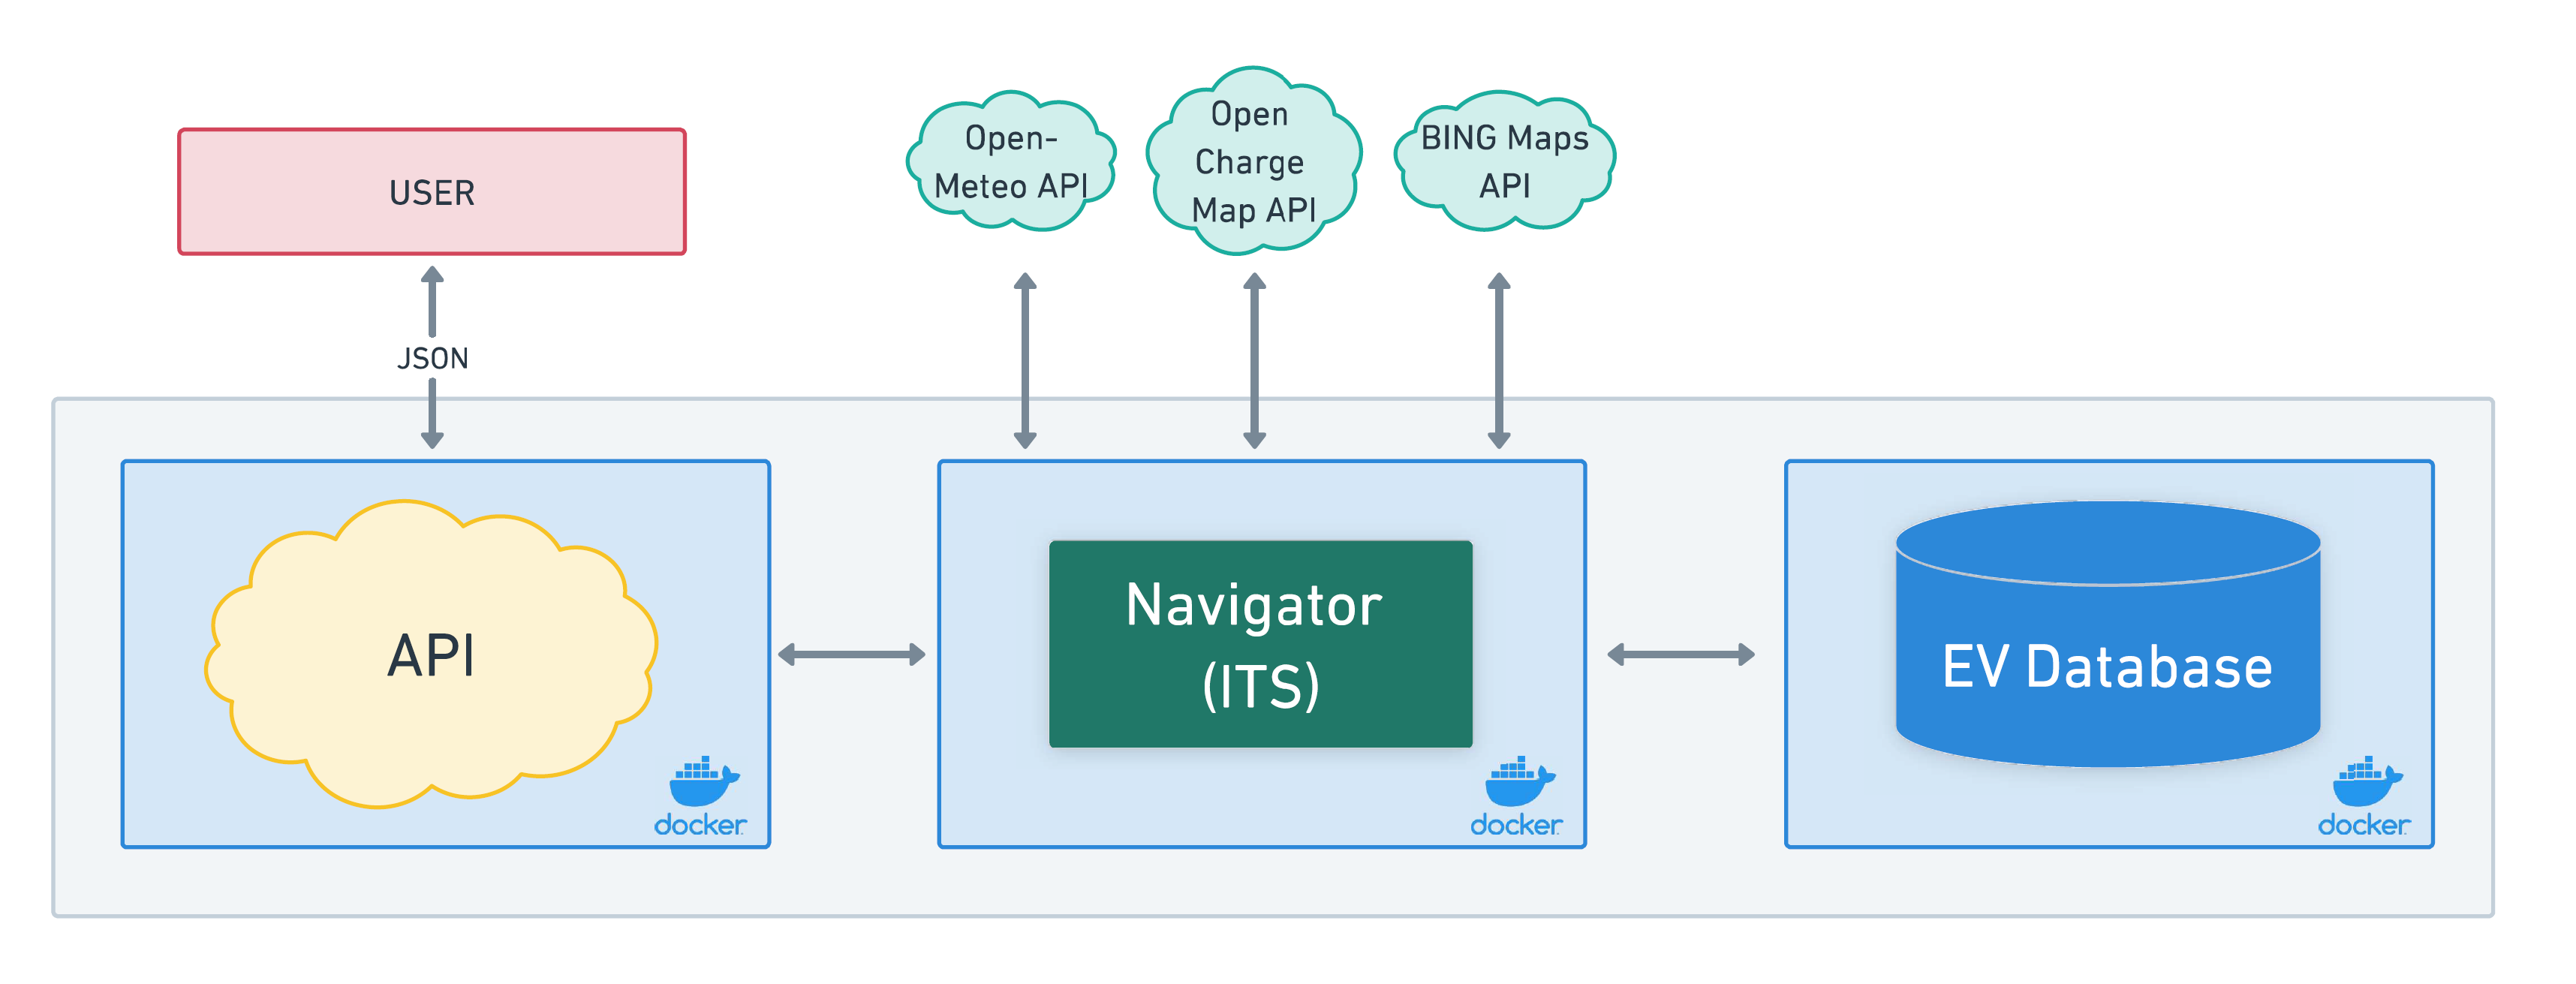 USER
Open-
Meteo API
Open
Charge
Map API
BING Maps
API
JSON
API
Navigator
(ITS)
EV Database
docker
docker
docker